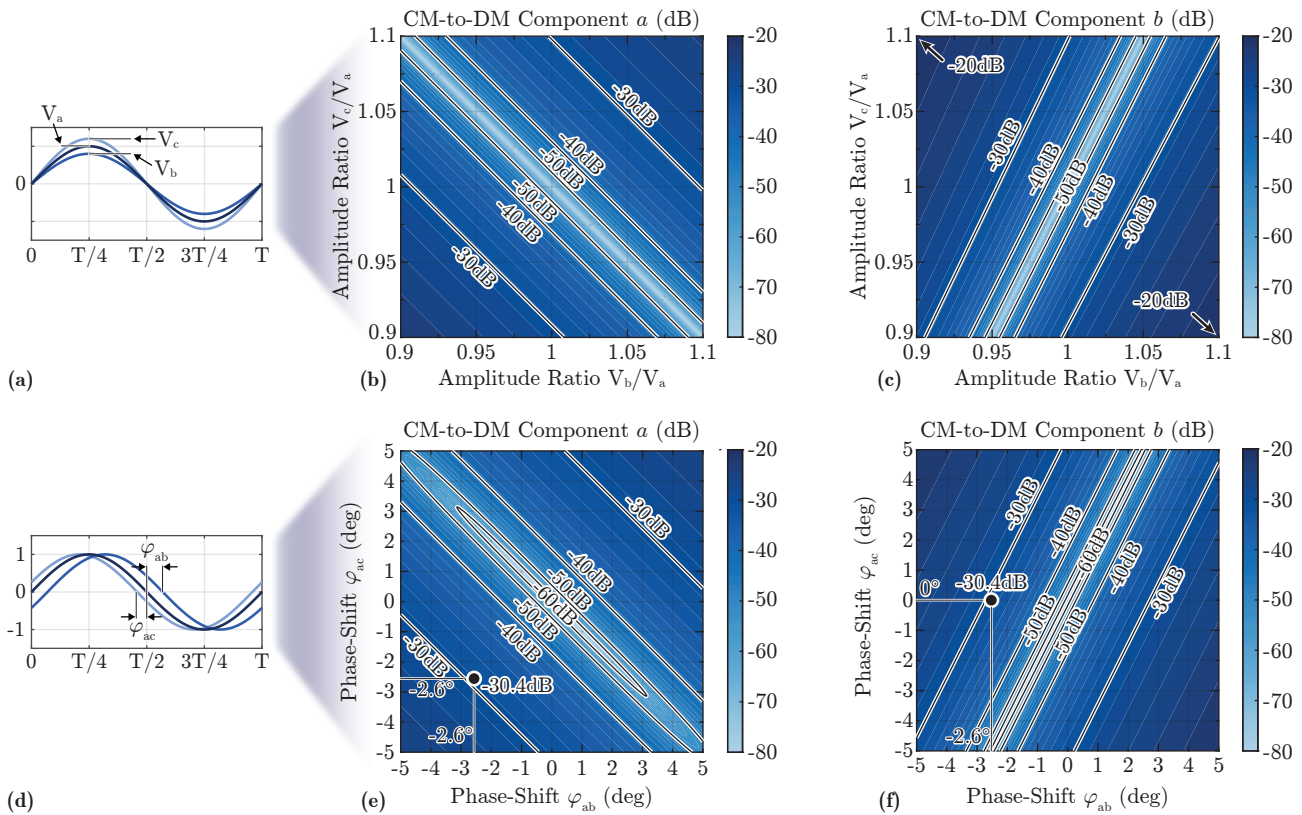 CM-to-DM Component a (dB)
CM-to-DM Component b (dB)
V_a
V_c
V_b
0
0
T/4
T/2
3T/4
T
(a)
Amplitude Ratio V_c/V_a
1.1
1.05
1
0.95
0.9
-30dB
-40dB
-50dB
-50dB
-40dB
-30dB
0.9
0.95
1
1.05
1.1
Amplitude Ratio V_b/V_a
(b)
-20
-30
-40
-50
-60
-70
-80
Amplitude Ratio V_c/V_a
1.1
1.05
1
0.95
0.9
-20dB
-30dB
-40dB
-50dB
-40dB
-30dB
-20dB
0.9
0.95
1
1.05
1.1
Amplitude Ratio V_b/V_a
(c)
-20
-30
-40
-50
-60
-70
-80
CM-to-DM Component a (dB)
CM-to-DM Component b (dB)
φ_ab
φ_ac
1
0
-1
0
T/4
T/2
3T/4
T
(d)
Phase-Shift φ_ac (deg)
5
4
3
2
1
0
-1
-2
-3
-4
-5
-30dB
-40dB
-50dB
-60dB
-50dB
-40dB
-30dB
-2.6°
-30.4dB
-2.6°
-5
-4
-3
-2
-1
0
1
2
3
4
5
Phase-Shift φ_ab (deg)
(e)
-20
-30
-40
-50
-60
-70
-80
Phase-Shift φ_ac (deg)
5
4
3
2
1
0
-1
-2
-3
-4
-5
-30dB
-40dB
-60dB
-40dB
-30dB
-50dB
-50dB
0°
-30.4dB
-2.6°
-5
-4
-3
-2
-1
0
1
2
3
4
5
Phase-Shift φ_ab (deg)
(f)
-20
-30
-40
-50
-60
-70
-80